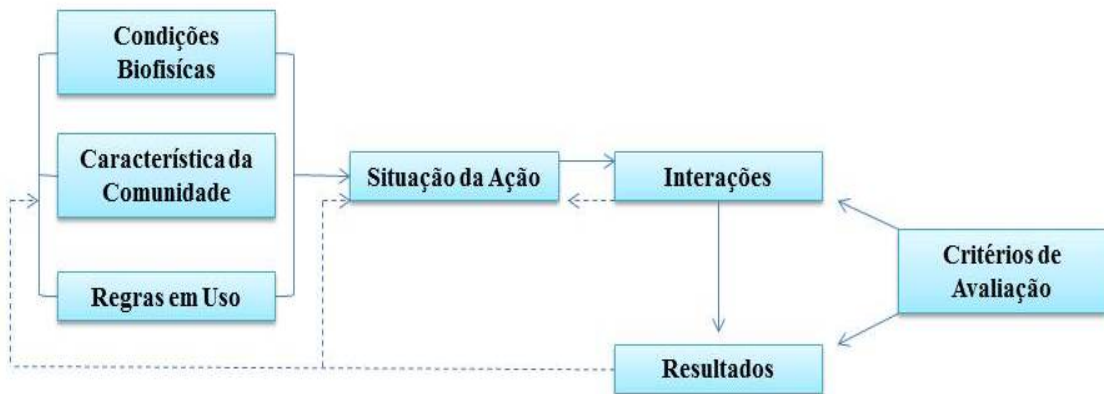 Condições
Biofisícas
Característica da
Comunidade
Regras em Uso
Situação da Ação
Interações
Resultados
Critérios de
Avaliação